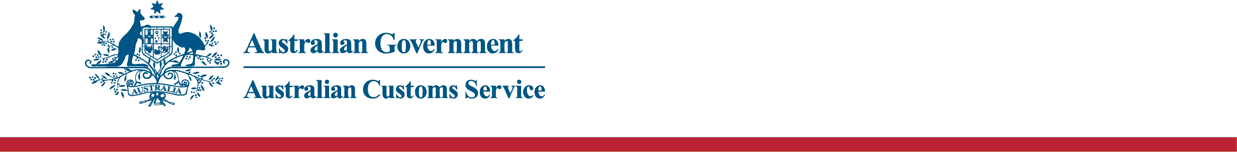 Australian Government
Australian Customs Service
AUSTRALIA